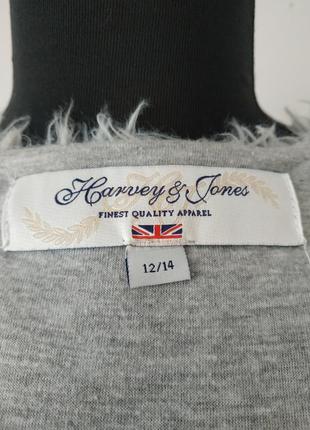 Harvey & Jones
FINEST QUALITY APPAREL
12/14